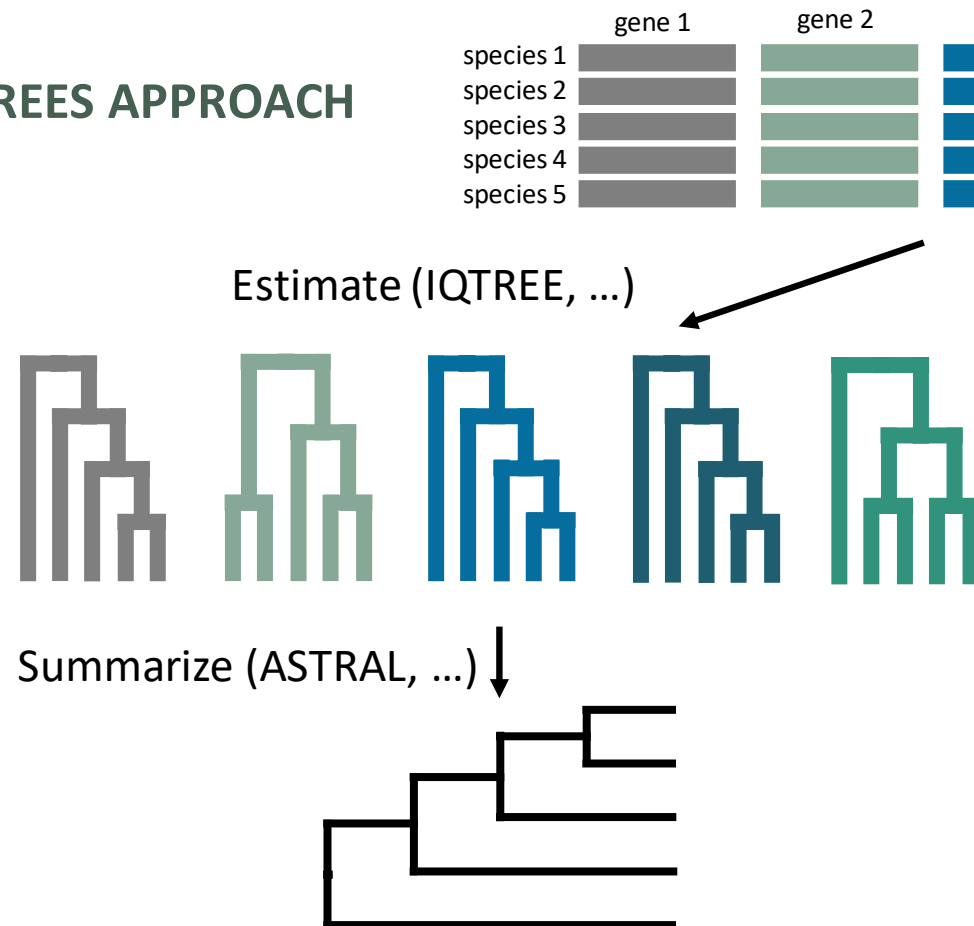 REES APPROACH
gene 1
gene 2
species 1
species 2
species 3
species 4
species 5
Estimate (IQTREE, …)
Summarize (ASTRAL, …)